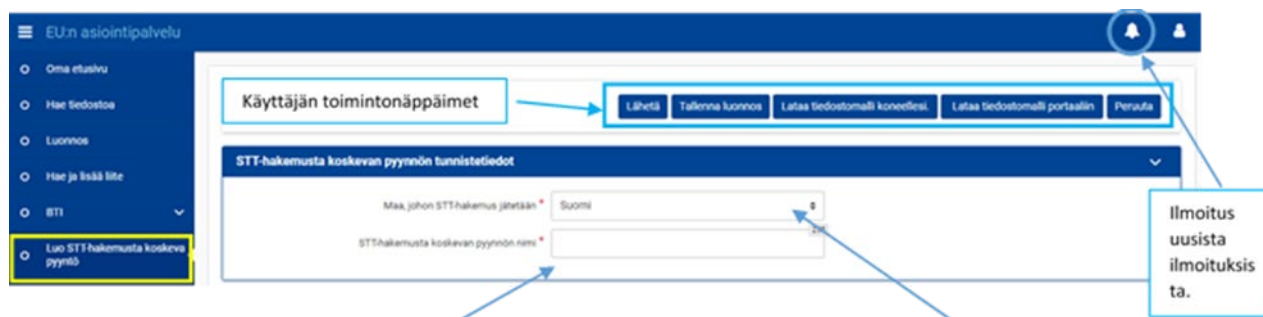 EU:n asiointipalvelu
Oma etusivu
Hae tiedostoa
Luonnos
Hae ja lisää liite
BTI
Luo STT-hakemusta koskeva
pyyntö
Käyttäjän toimintonäppäimet
Lähetä Tallenna luonnos Lataa tiedostomalli koneellesi. Lataa tiedostomalli portaaliin Peruuta
STT-hakemusta koskevan pyynnön tunnistetiedot
Maa, johon STT-hakemus jätetään * Suomi
STT-hakemusta koskevan pyynnön nimi *
Ilmoitus
uusista
ilmoituksis
ta.